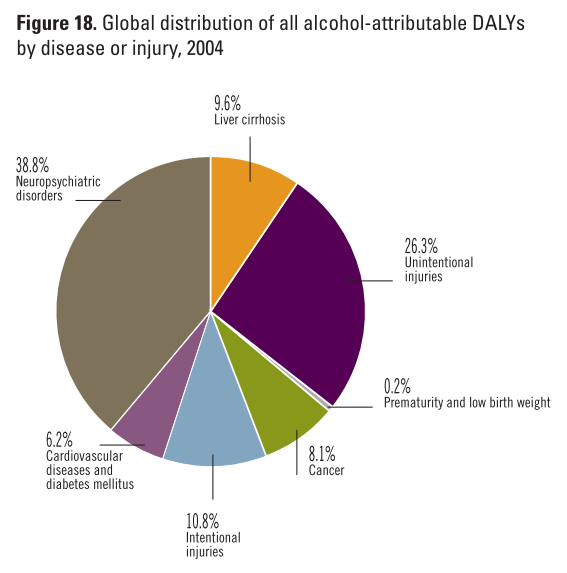 Figure 18. Global distribution of all alcohol-attributable DALYs
by disease or injury, 2004
9.6%
Liver cirrhosis
38.8%
Neuropsychiatric
disorders
26.3%
Unintentional
injuries
0.2%
Prematurity and low birth weight
6.2%
Cardiovascular
diseases and
diabetes mellitus
8.1%
Cancer
10.8%
Intentional
injuries